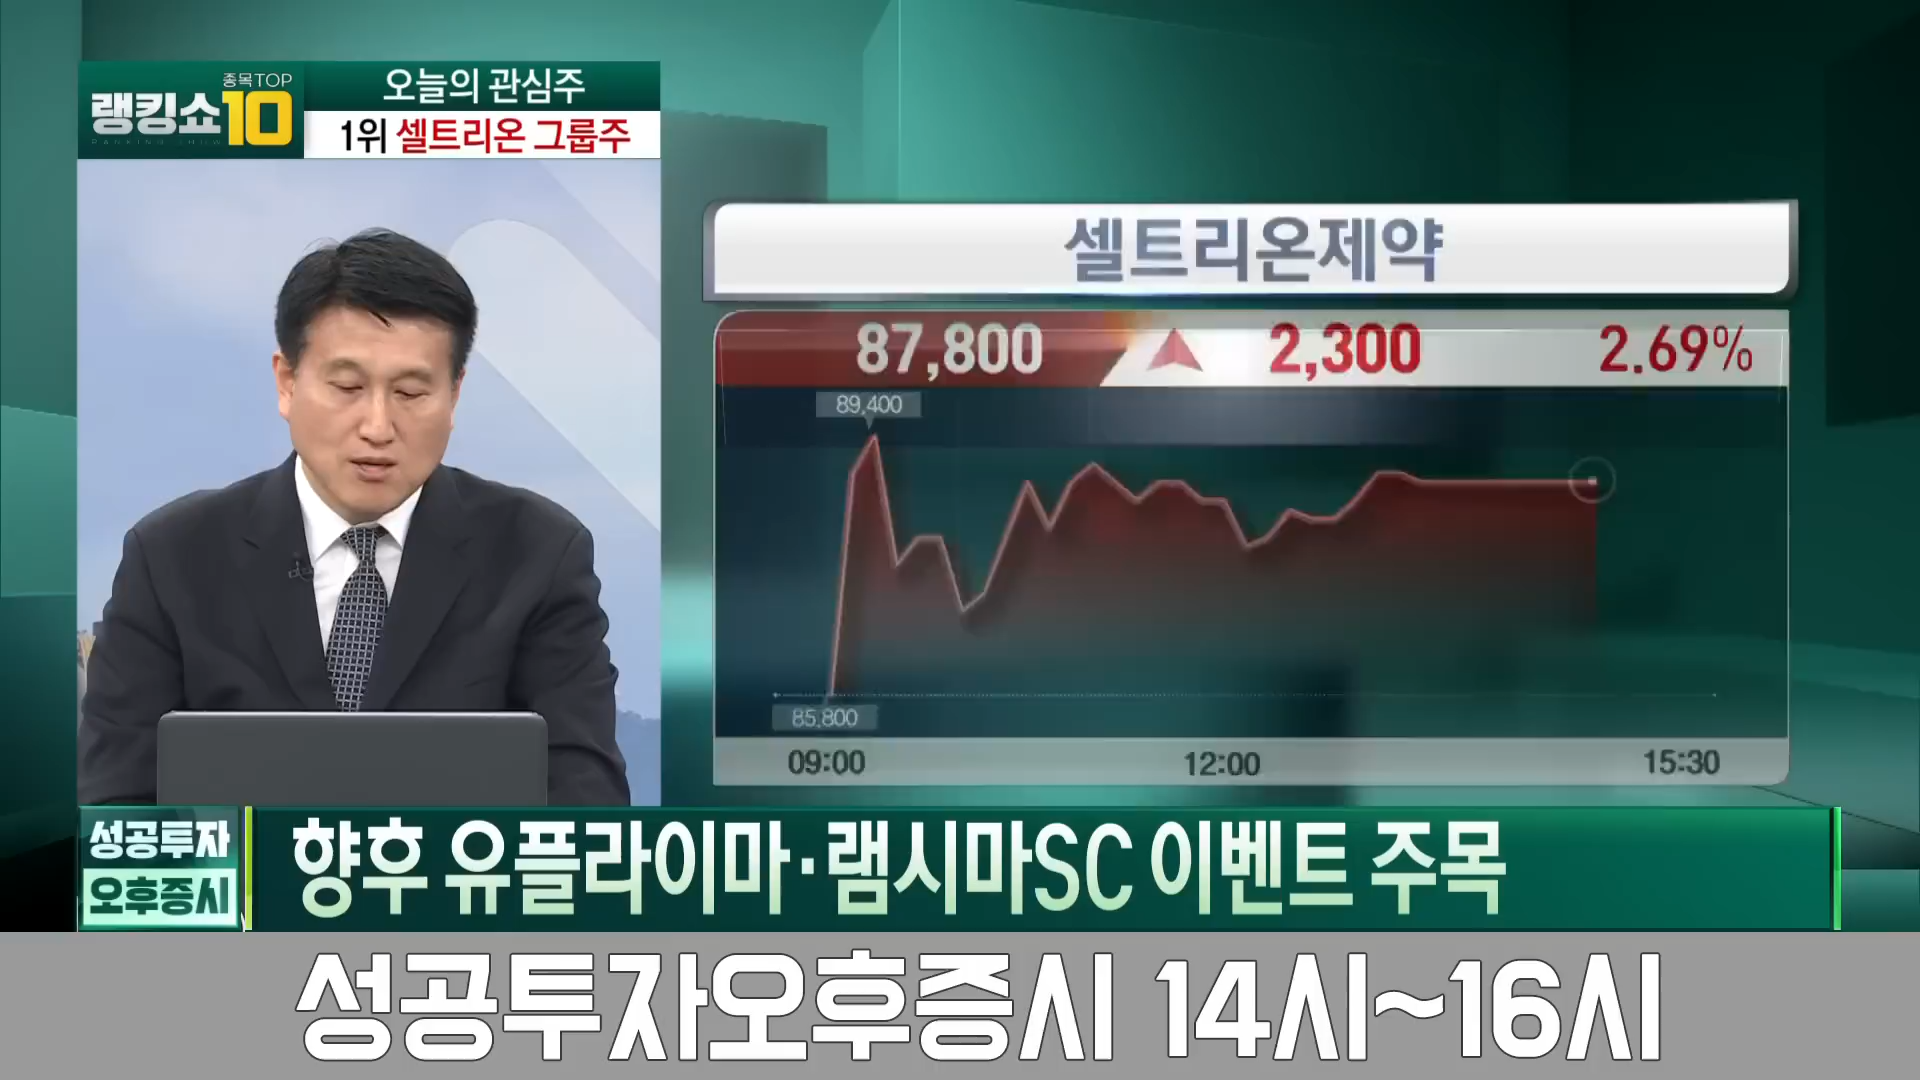 종목TOP
랭킹쇼10
RANKING SHOW
오늘의 관심주
1위 셀트리온 그룹주
셀트리온제약
87,800 ▲ 2,300 2.69%
89,400
85,800
09:00 12:00 15:30
성공투자
오후증시
향후 유플라이마·램시마SC 이벤트 주목
성공투자오후증시 14시~16시